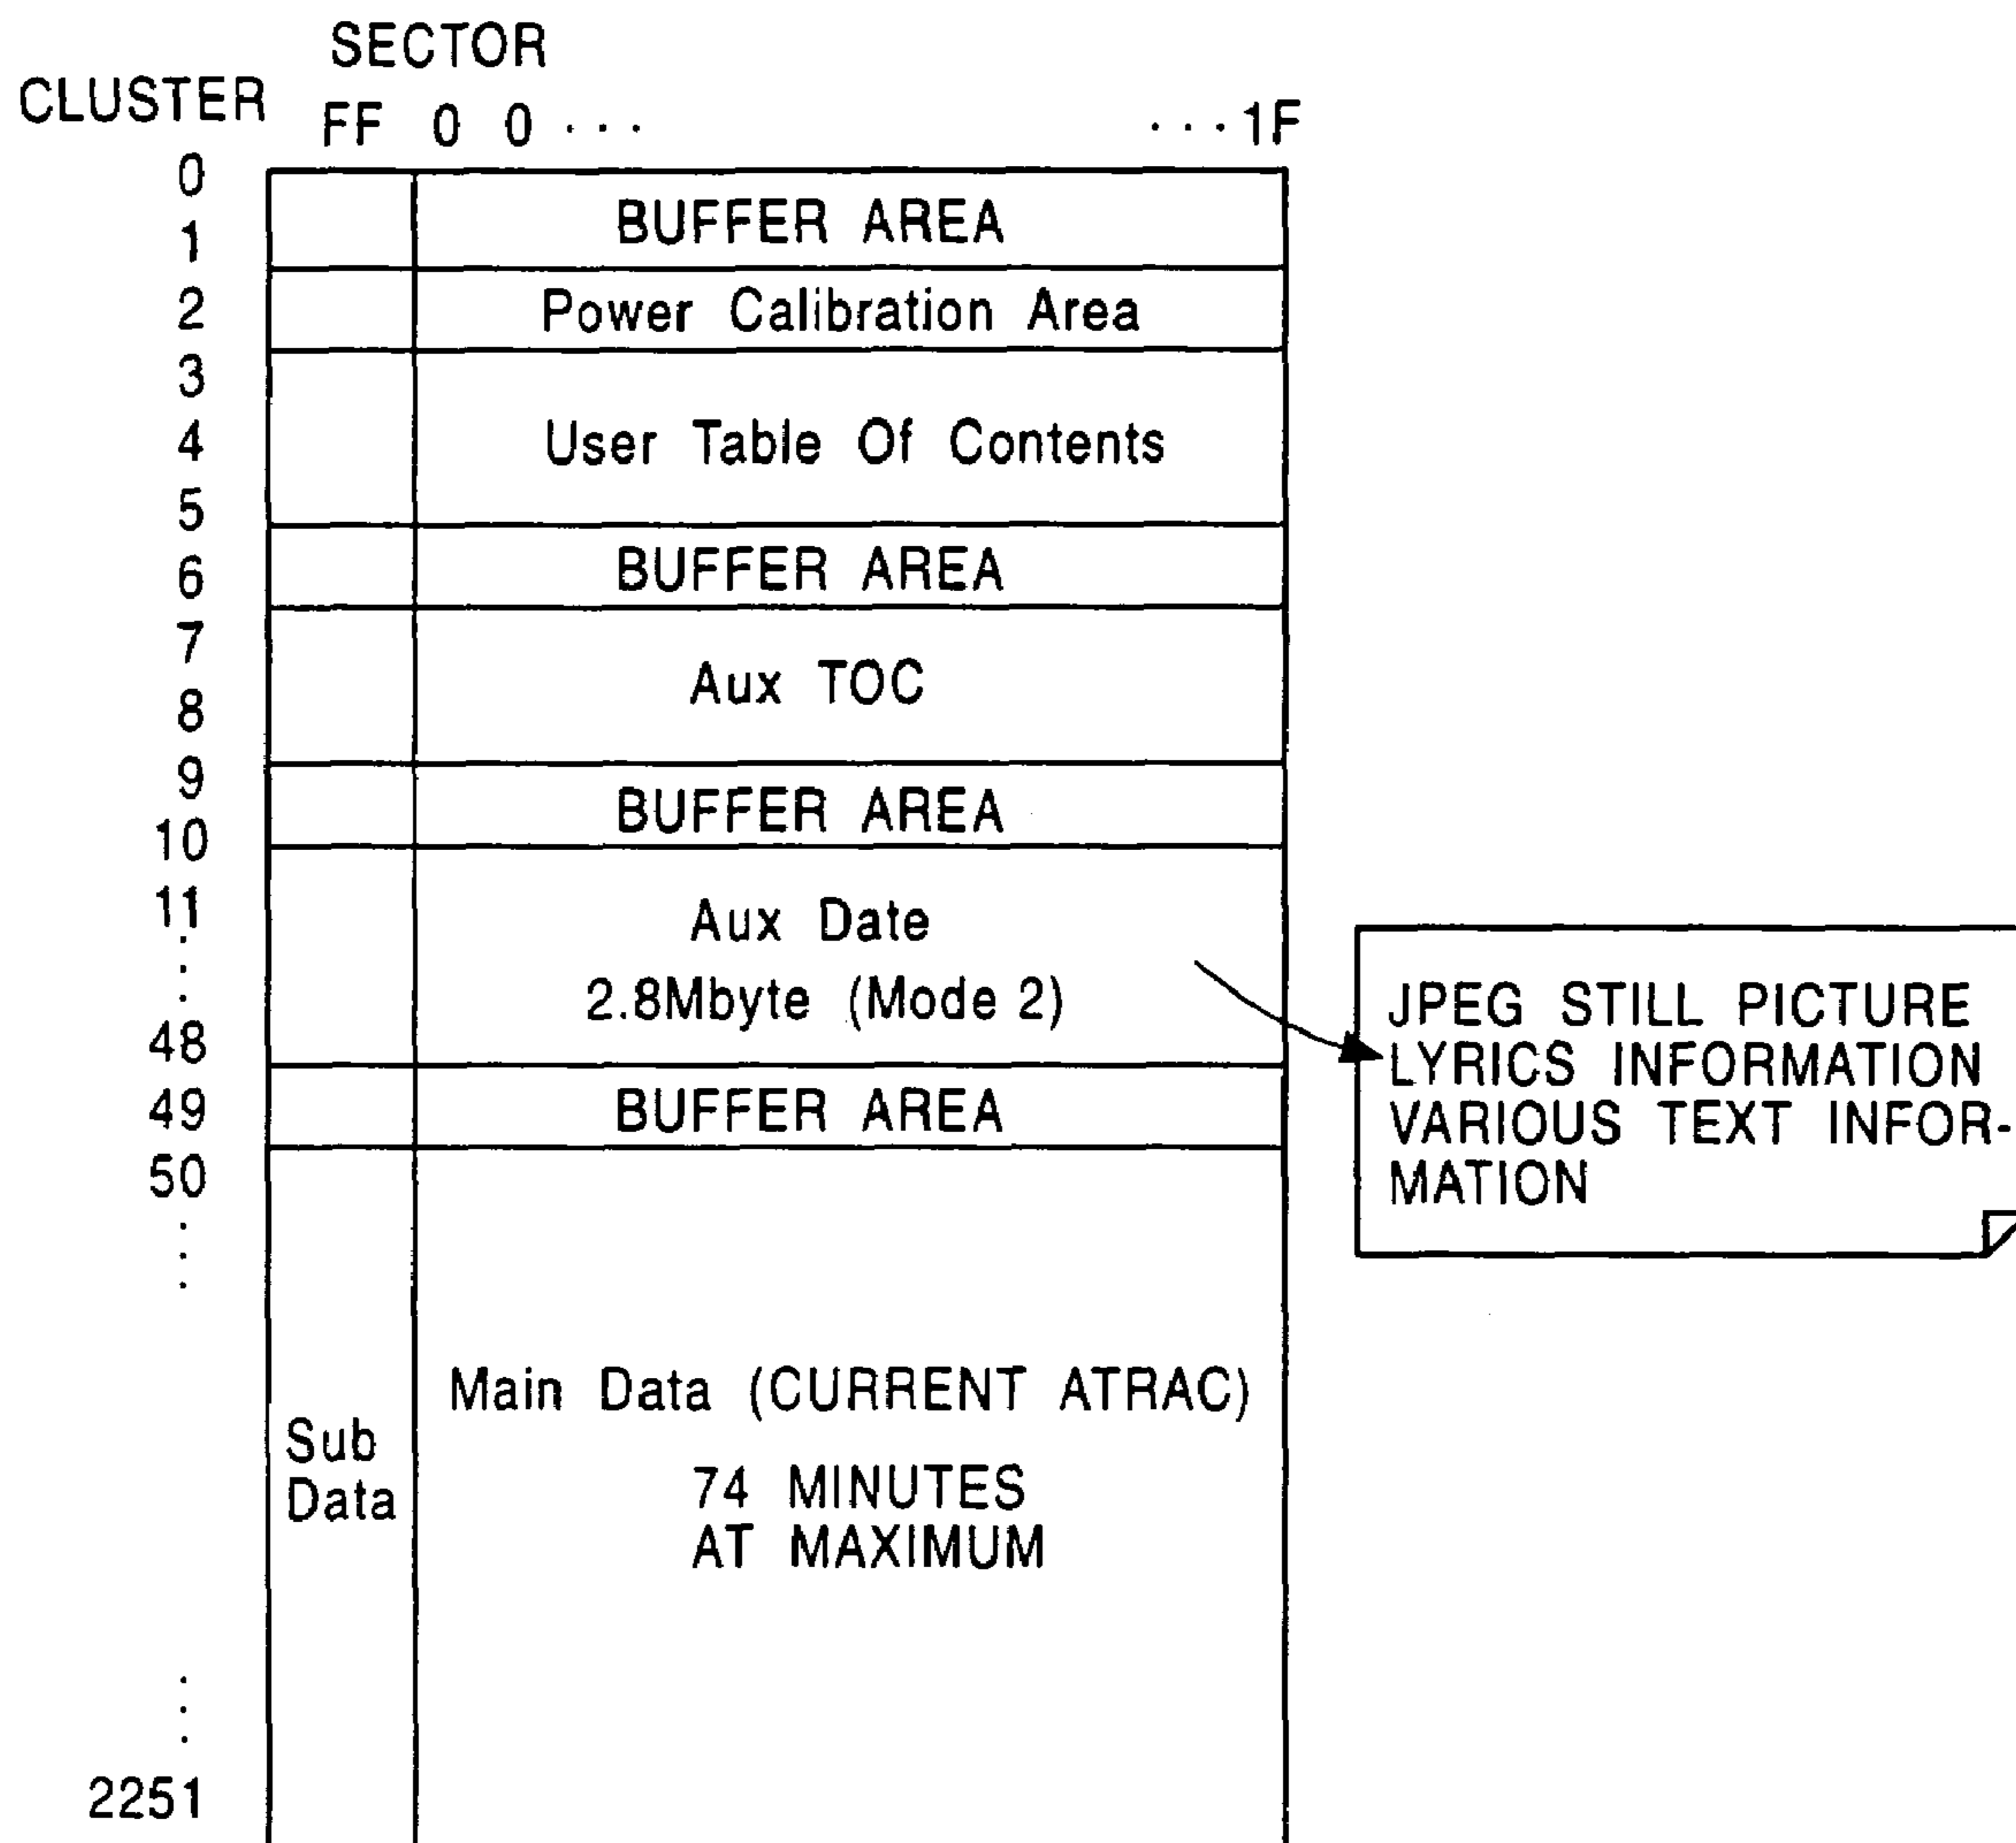 SECTOR
CLUSTER
FF 0 0 ··· ···1F
0
BUFFER AREA
1
2 Power Calibration Area
3
4 User Table Of Contents
5
6 BUFFER AREA
7
Aux TOC
8
9
BUFFER AREA
10
11 Aux Date
2.8Mbyte (Mode 2)
48
49 BUFFER AREA
50
JPEG STILL PICTURE
LYRICS INFORMATION
VARIOUS TEXT INFOR-
MATION
Main Data (CURRENT ATRAC)
Sub
Data
74 MINUTES
AT MAXIMUM
2251